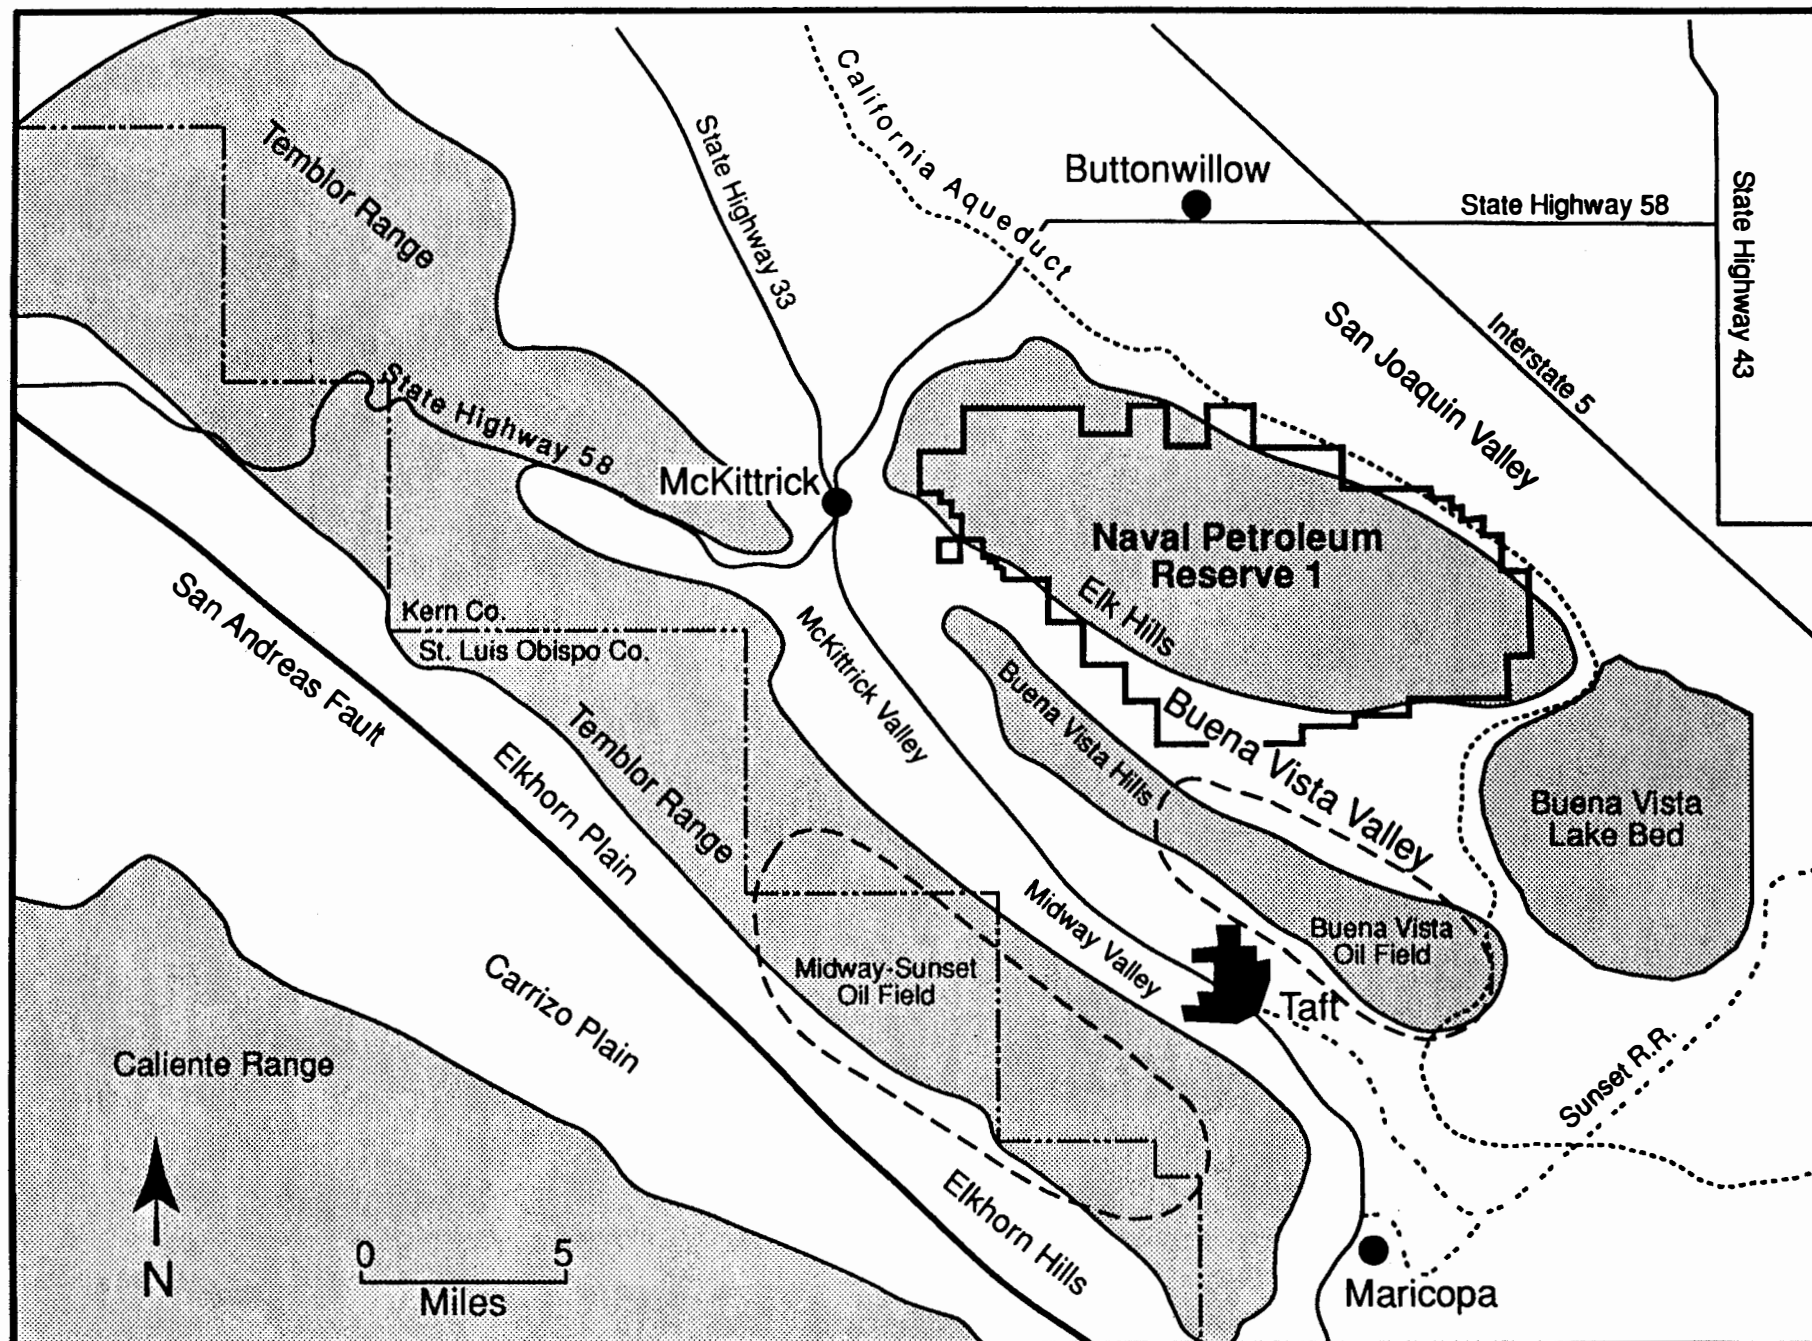 Temblor Range
State Highway 33
California Aqueduct
Buttonwillow
State Highway 58
State Highway 43
San Joaquin Valley
Interstate 5
State Highway 58
McKittrick
Naval Petroleum
Reserve 1
Elk Hills
Kern Co.
St. Luis Obispo Co.
San Andreas Fault
McKittrick Valley
Buena Vista Hills
Buena Vista Valley
Temblor Range
Elkhorn Plain
Buena Vista
Lake Bed
Midway Valley
Buena Vista
Oil Field
Midway-Sunset
Oil Field
Carrizo Plain
Taft
Caliente Range
Sunset R.R.
Elkhorn Hills
Maricopa
N
0 5
Miles